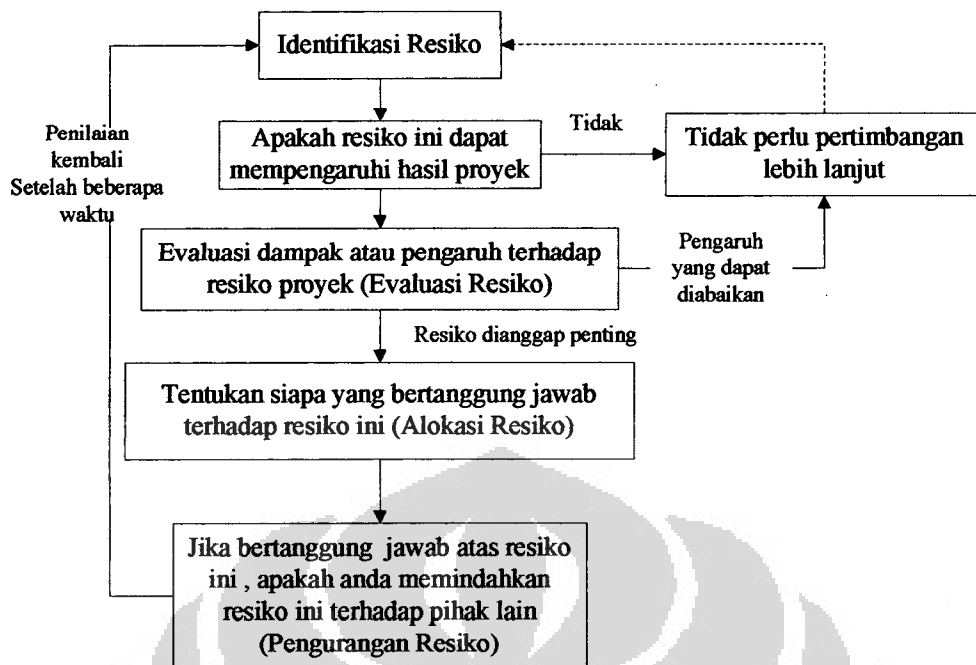 Identifikasi Resiko
Penilaian
kembali
Setelah beberapa
waktu
Apakah resiko ini dapat
mempengaruhi hasil proyek
Tidak
Tidak perlu pertimbangan
lebih lanjut
Evaluasi dampak atau pengaruh terhadap
resiko proyek (Evaluasi Resiko)
Pengaruh
yang dapat
diabaikan
Resiko dianggap penting
Tentukan siapa yang bertanggung jawab
terhadap resiko ini (Alokasi Resiko)
Jika bertanggung jawab atas resiko
ini , apakah anda memindahkan
resiko ini terhadap pihak lain
(Pengurangan Resiko)